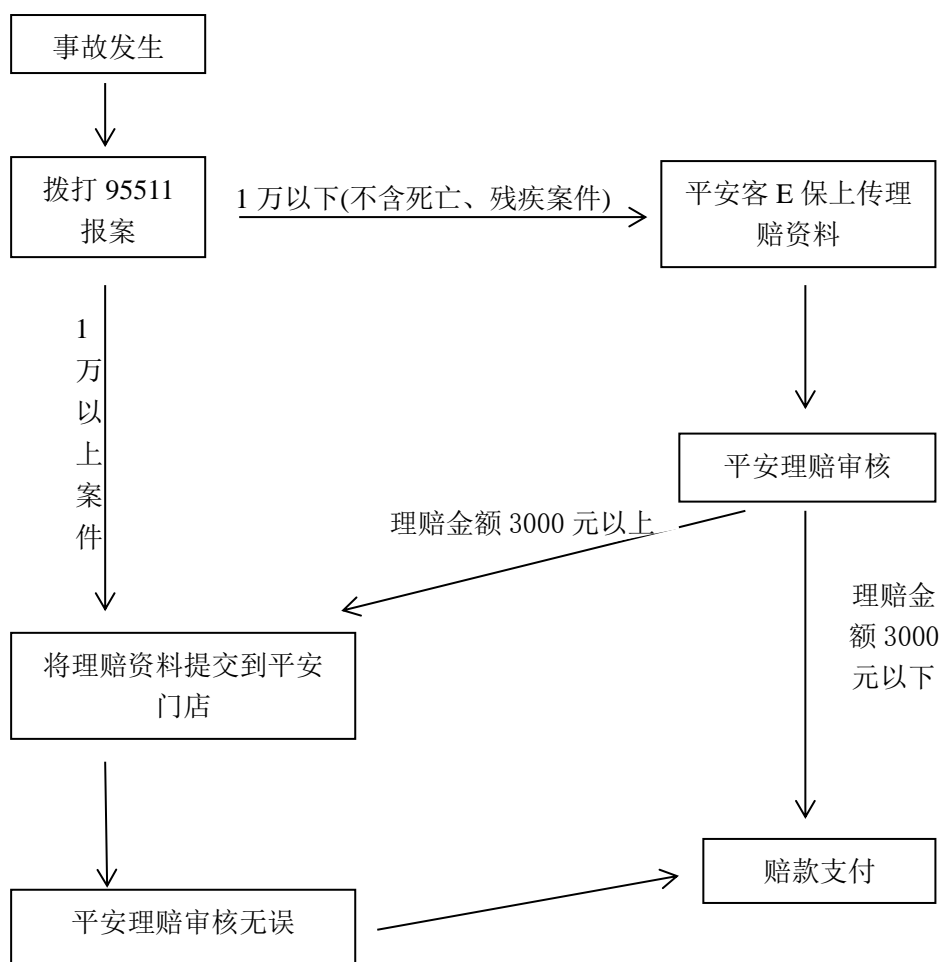 事故发生
拨打 95511
报案
1 万以下(不含死亡、残疾案件)
平安客 E 保上传理
赔资料
1
万
以
上
案
件
平安理赔审核
理赔金额 3000 元以上
理赔金
额 3000
元以下
将理赔资料提交到平安
门店
赔款支付
平安理赔审核无误